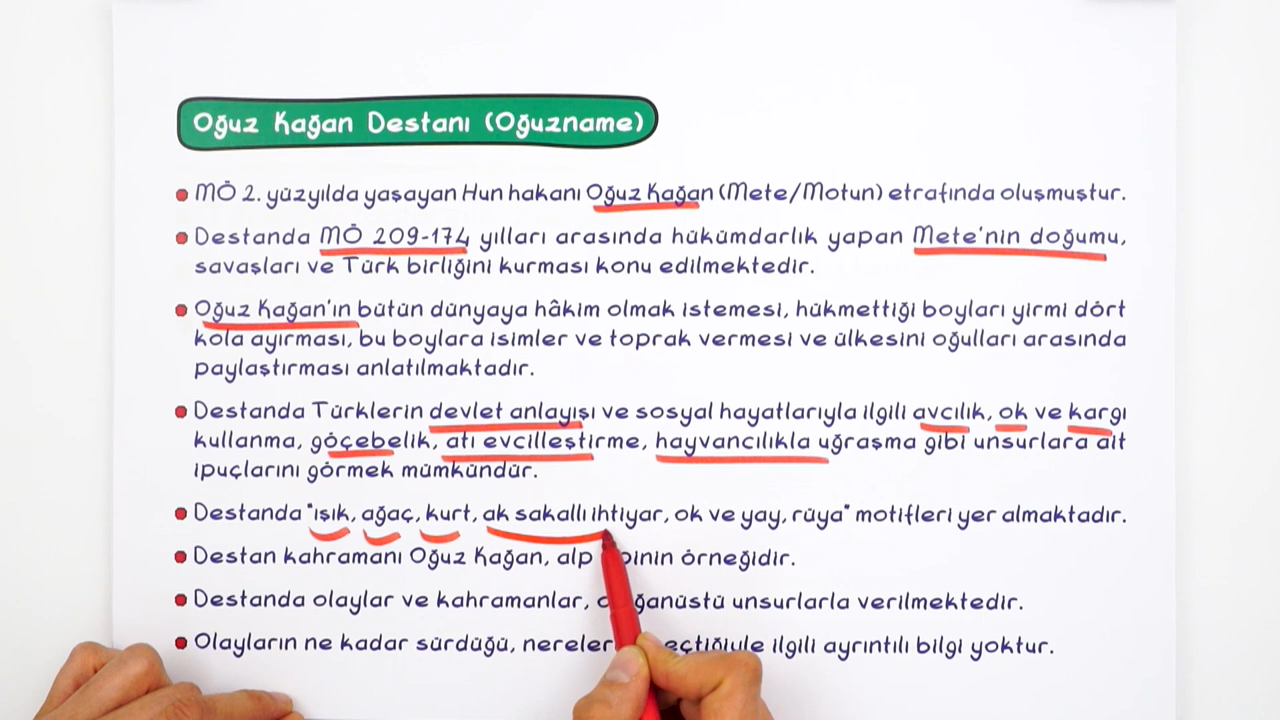 Oğuz Kağan Destanı (Oğuzname)
MÖ 2. yüzyılda yaşayan Hun hakanı Oğuz Kağan (Mete/Motun) etrafında oluşmuştur.
Destanda MÖ 209-174 yılları arasında hükümdarlık yapan Mete'nin doğumu,
savaşları ve Türk birliğini kurması konu edilmektedir.
Oğuz Kağan'ın bütün dünyaya hâkim olmak istemesi, hükmettiği boyları yirmi dört
kola ayırması, bu boylara isimler ve toprak vermesi ve ülkesini oğulları arasında
paylaştırması anlatılmaktadır.
Destanda Türklerin devlet anlayışı ve sosyal hayatlarıyla ilgili avcılık, ok ve kargı
kullanma, göçebelik, atı evcilleştirme, hayvancılıkla uğraşma gibi unsurlara ait
ipuçlarını görmek mümkündür.
Destanda "ışık, ağaç, kurt, ak sakallı ihtiyar, ok ve yay, rüya" motifleri yer almaktadır.
Destan kahramanı Oğuz Kağan, alp örneğidir.
Destanda olaylar ve kahramanlar, unsurlarla verilmektedir.
Olayların ne kadar sürdüğü, ilgili ayrıntılı bilgi yoktur.